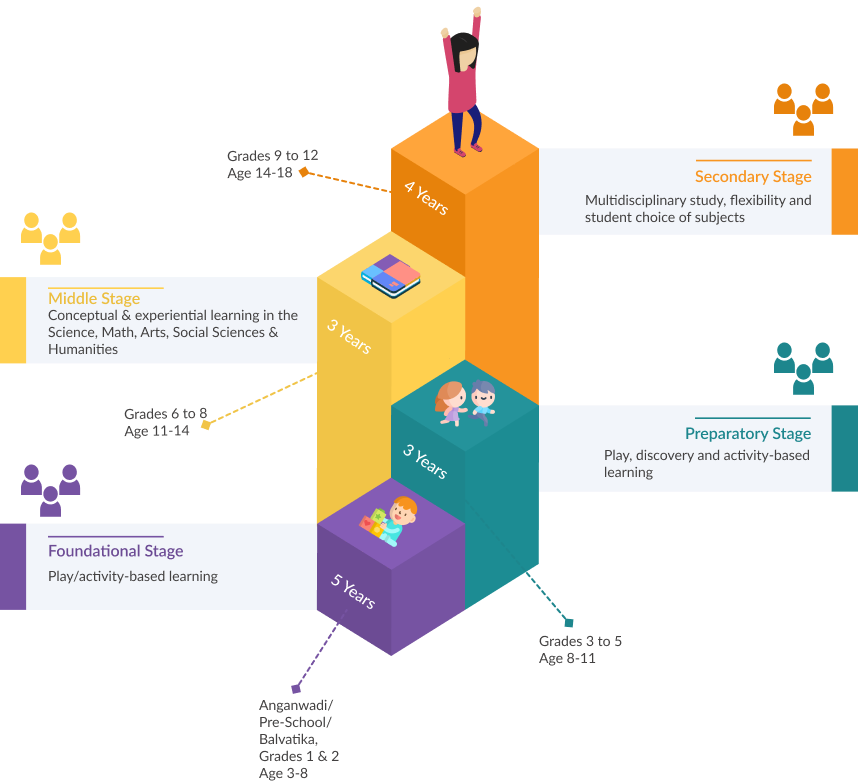 Grades 9 to 12
Age 14-18
4 Years
Secondary Stage
Multidisciplinary study, flexibility and
student choice of subjects
Middle Stage
Conceptual & experiential learning in the
Science, Math, Arts, Social Sciences &
Humanities
3 Years
Grades 6 to 8
Age 11-14
Preparatory Stage
Play, discovery and activity-based
learning
3 Years
Foundational Stage
Play/activity-based learning
5 Years
Grades 3 to 5
Age 8-11
Anganwadi/
Pre-School/
Balvatika,
Grades 1 & 2
Age 3-8